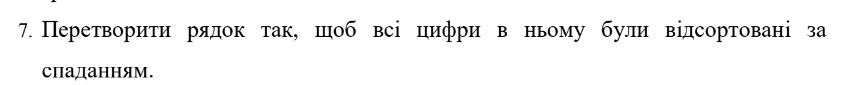 7. Перетворити рядок так, щоб всі цифри в ньому були відсортовані за
спаданням.